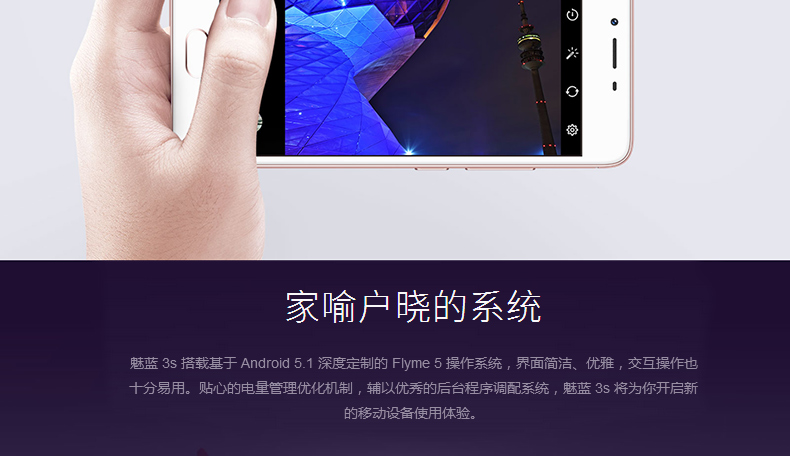 家喻户晓的系统
魅蓝 3s 搭载基于 Android 5.1 深度定制的 Flyme 5 操作系统，界面简洁、优雅，交互操作也
十分易用。贴心的电量管理优化机制，辅以优秀的后台程序调配系统，魅蓝 3s 将为你开启新
的移动设备使用体验。